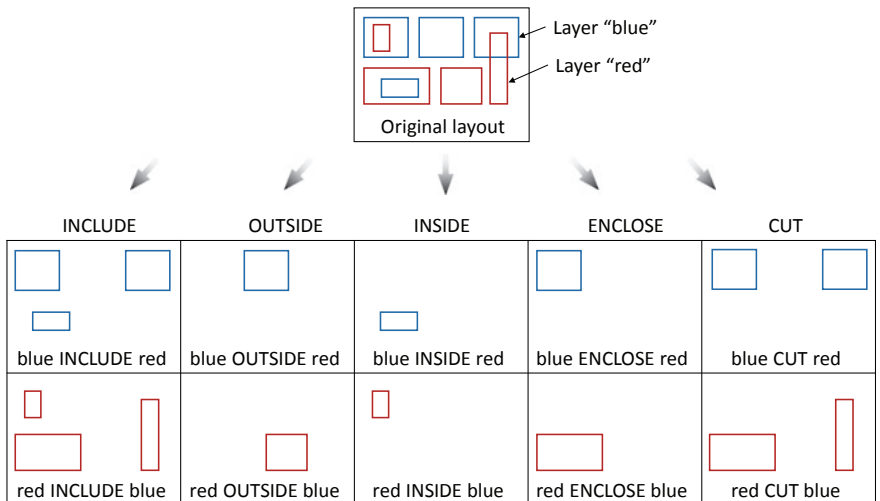 Layer “blue”
Layer “red”
Original layout
INCLUDE OUTSIDE INSIDE ENCLOSE CUT
blue INCLUDE red blue OUTSIDE red blue INSIDE red blue ENCLOSE red blue CUT red
red INCLUDE blue red OUTSIDE blue red INSIDE blue red ENCLOSE blue red CUT blue